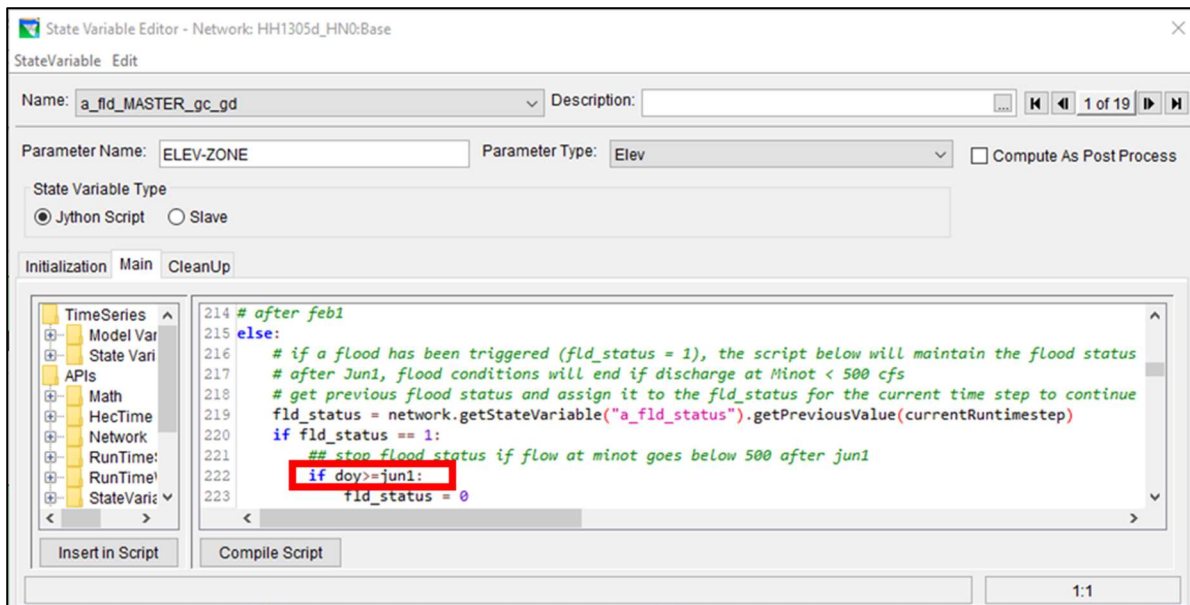 State Variable Editor - Network: HH1305d_HN0:Base
StateVariable Edit
Name: a_fld_MASTER_gc_gd Description: ... 1 of 19
Parameter Name: ELEV-ZONE Parameter Type: Elev Compute As Post Process
State Variable Type
Jython Script Slave
Initialization Main CleanUp
TimeSeries
Model Var
State Vari
APIs
Math
HecTime
Network
RunTime
RunTime
StateVaria
214 # after feb1
215 else:
216 # if a flood has been triggered (fld_status = 1), the script below will maintain the flood status
217 # after Jun1, flood conditions will end if discharge at Minot < 500 cfs
218 # get previous flood status and assign it to the fld_status for the current time step to continue
219 fld_status = network.getStateVariable("a_fld_status").getPreviousValue(currentRuntimestep)
220 if fld_status == 1:
221 ## stop flood status if flow at minot goes below 500 after jun1
222 if doy>=jun1:
223 fld_status = 0
Insert in Script Compile Script
1:1